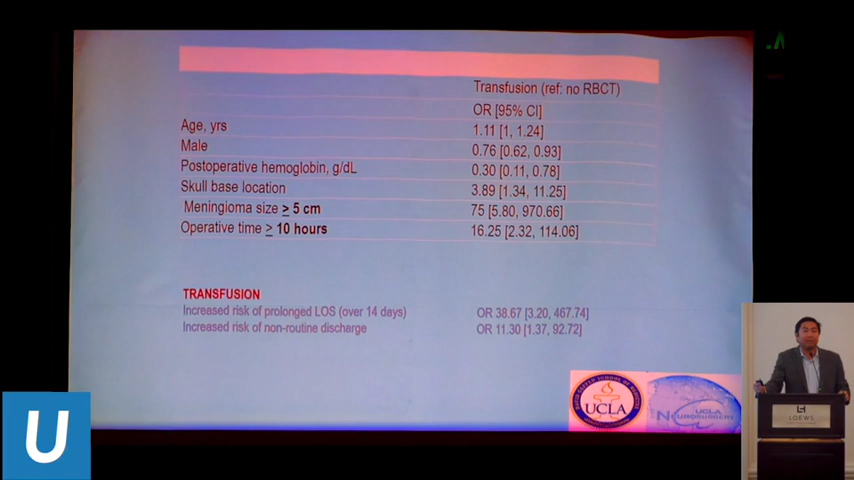 Transfusion (ref: no RBCT)
OR [95% CI]
Age, yrs 1.11 [1, 1.24]
Male 0.76 [0.62, 0.93]
Postoperative hemoglobin, g/dL 0.30 [0.11, 0.78]
Skull base location 3.89 [1.34, 11.25]
Meningioma size ≥ 5 cm 75 [5.80, 970.66]
Operative time ≥ 10 hours 16.25 [2.32, 114.06]
TRANSFUSION
Increased risk of prolonged LOS (over 14 days) OR 38.67 [3.20, 467.74]
Increased risk of non-routine discharge OR 11.30 [1.37, 92.72]
UCLA
UCLA
NEUROSURGERY
LOEWS
U